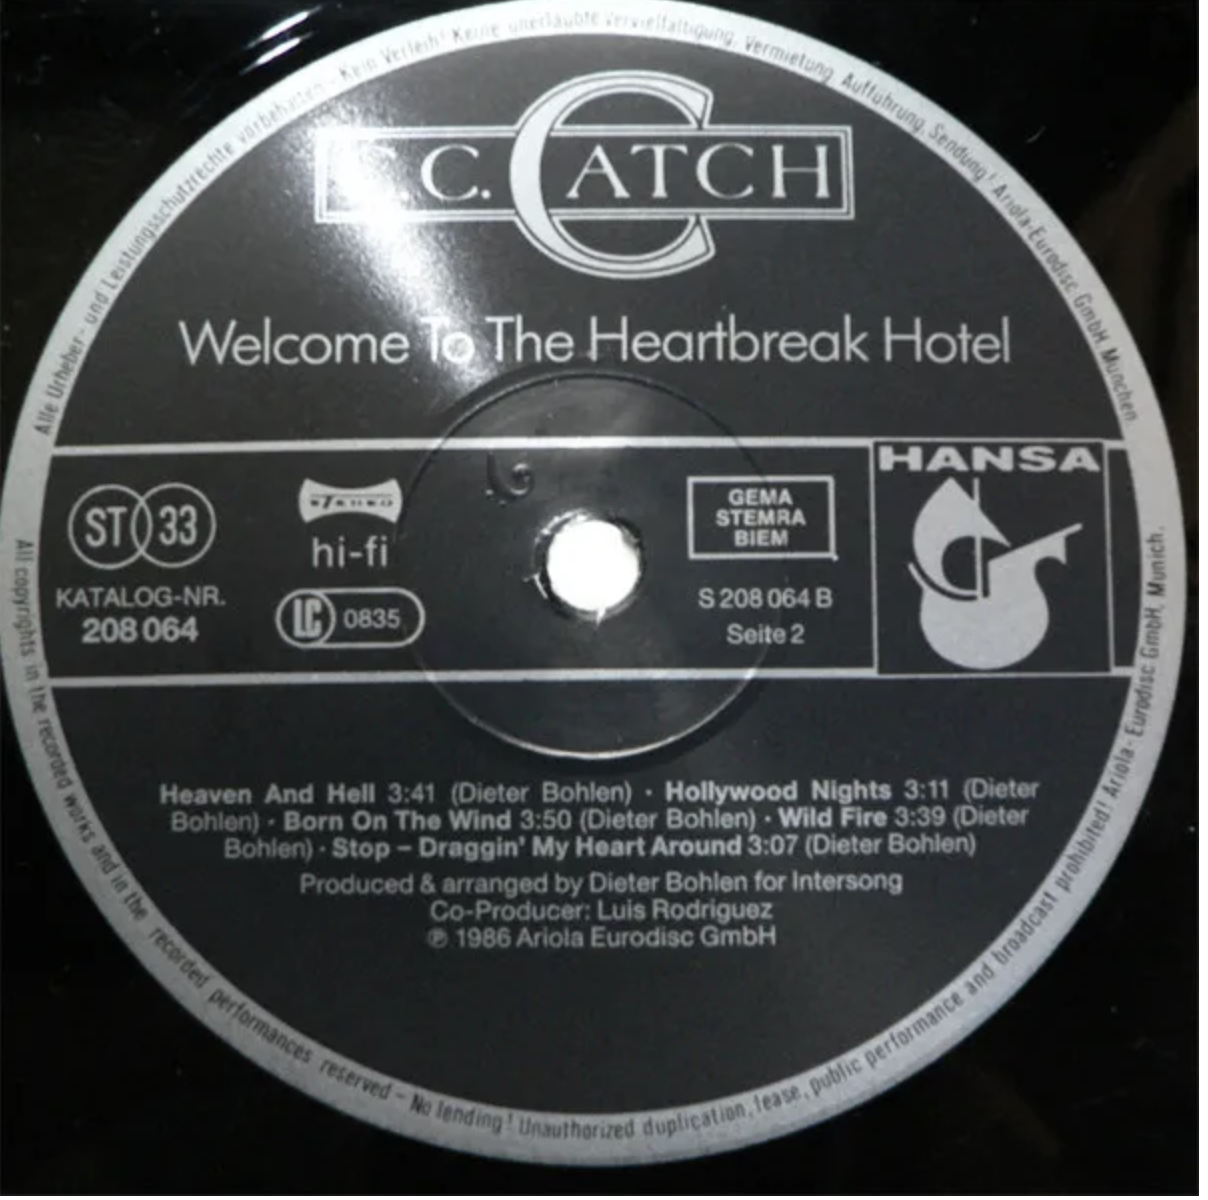 Alle Urheber- und Leistungsschutzrechte vorbehalten - Kein Verleih! Keine unerlaubte Vervielfältigung, Vermietung, Aufführung, Sendung! Ariola-Eurodisc GmbH München
C. CATCH
Welcome To The Heartbreak Hotel
HANSA
ST 33
STEREO
hi-fi
GEMA
STEMRA
BIEM
KATALOG-NR.
208 064
LC 0835
S 208 064 B
Seite 2
Heaven And Hell 3:41 (Dieter Bohlen) · Hollywood Nights 3:11 (Dieter
Bohlen) · Born On The Wind 3:50 (Dieter Bohlen) · Wild Fire 3:39 (Dieter
Bohlen) · Stop – Draggin' My Heart Around 3:07 (Dieter Bohlen)
Produced & arranged by Dieter Bohlen for Intersong
Co-Producer: Luis Rodriguez
℗ 1986 Ariola Eurodisc GmbH
All copyrights in the recorded works and in the recorded performances reserved – No lending! Unauthorized duplication, lease, public performance and broadcast prohibited! Ariola - Eurodisc GmbH, Munich.